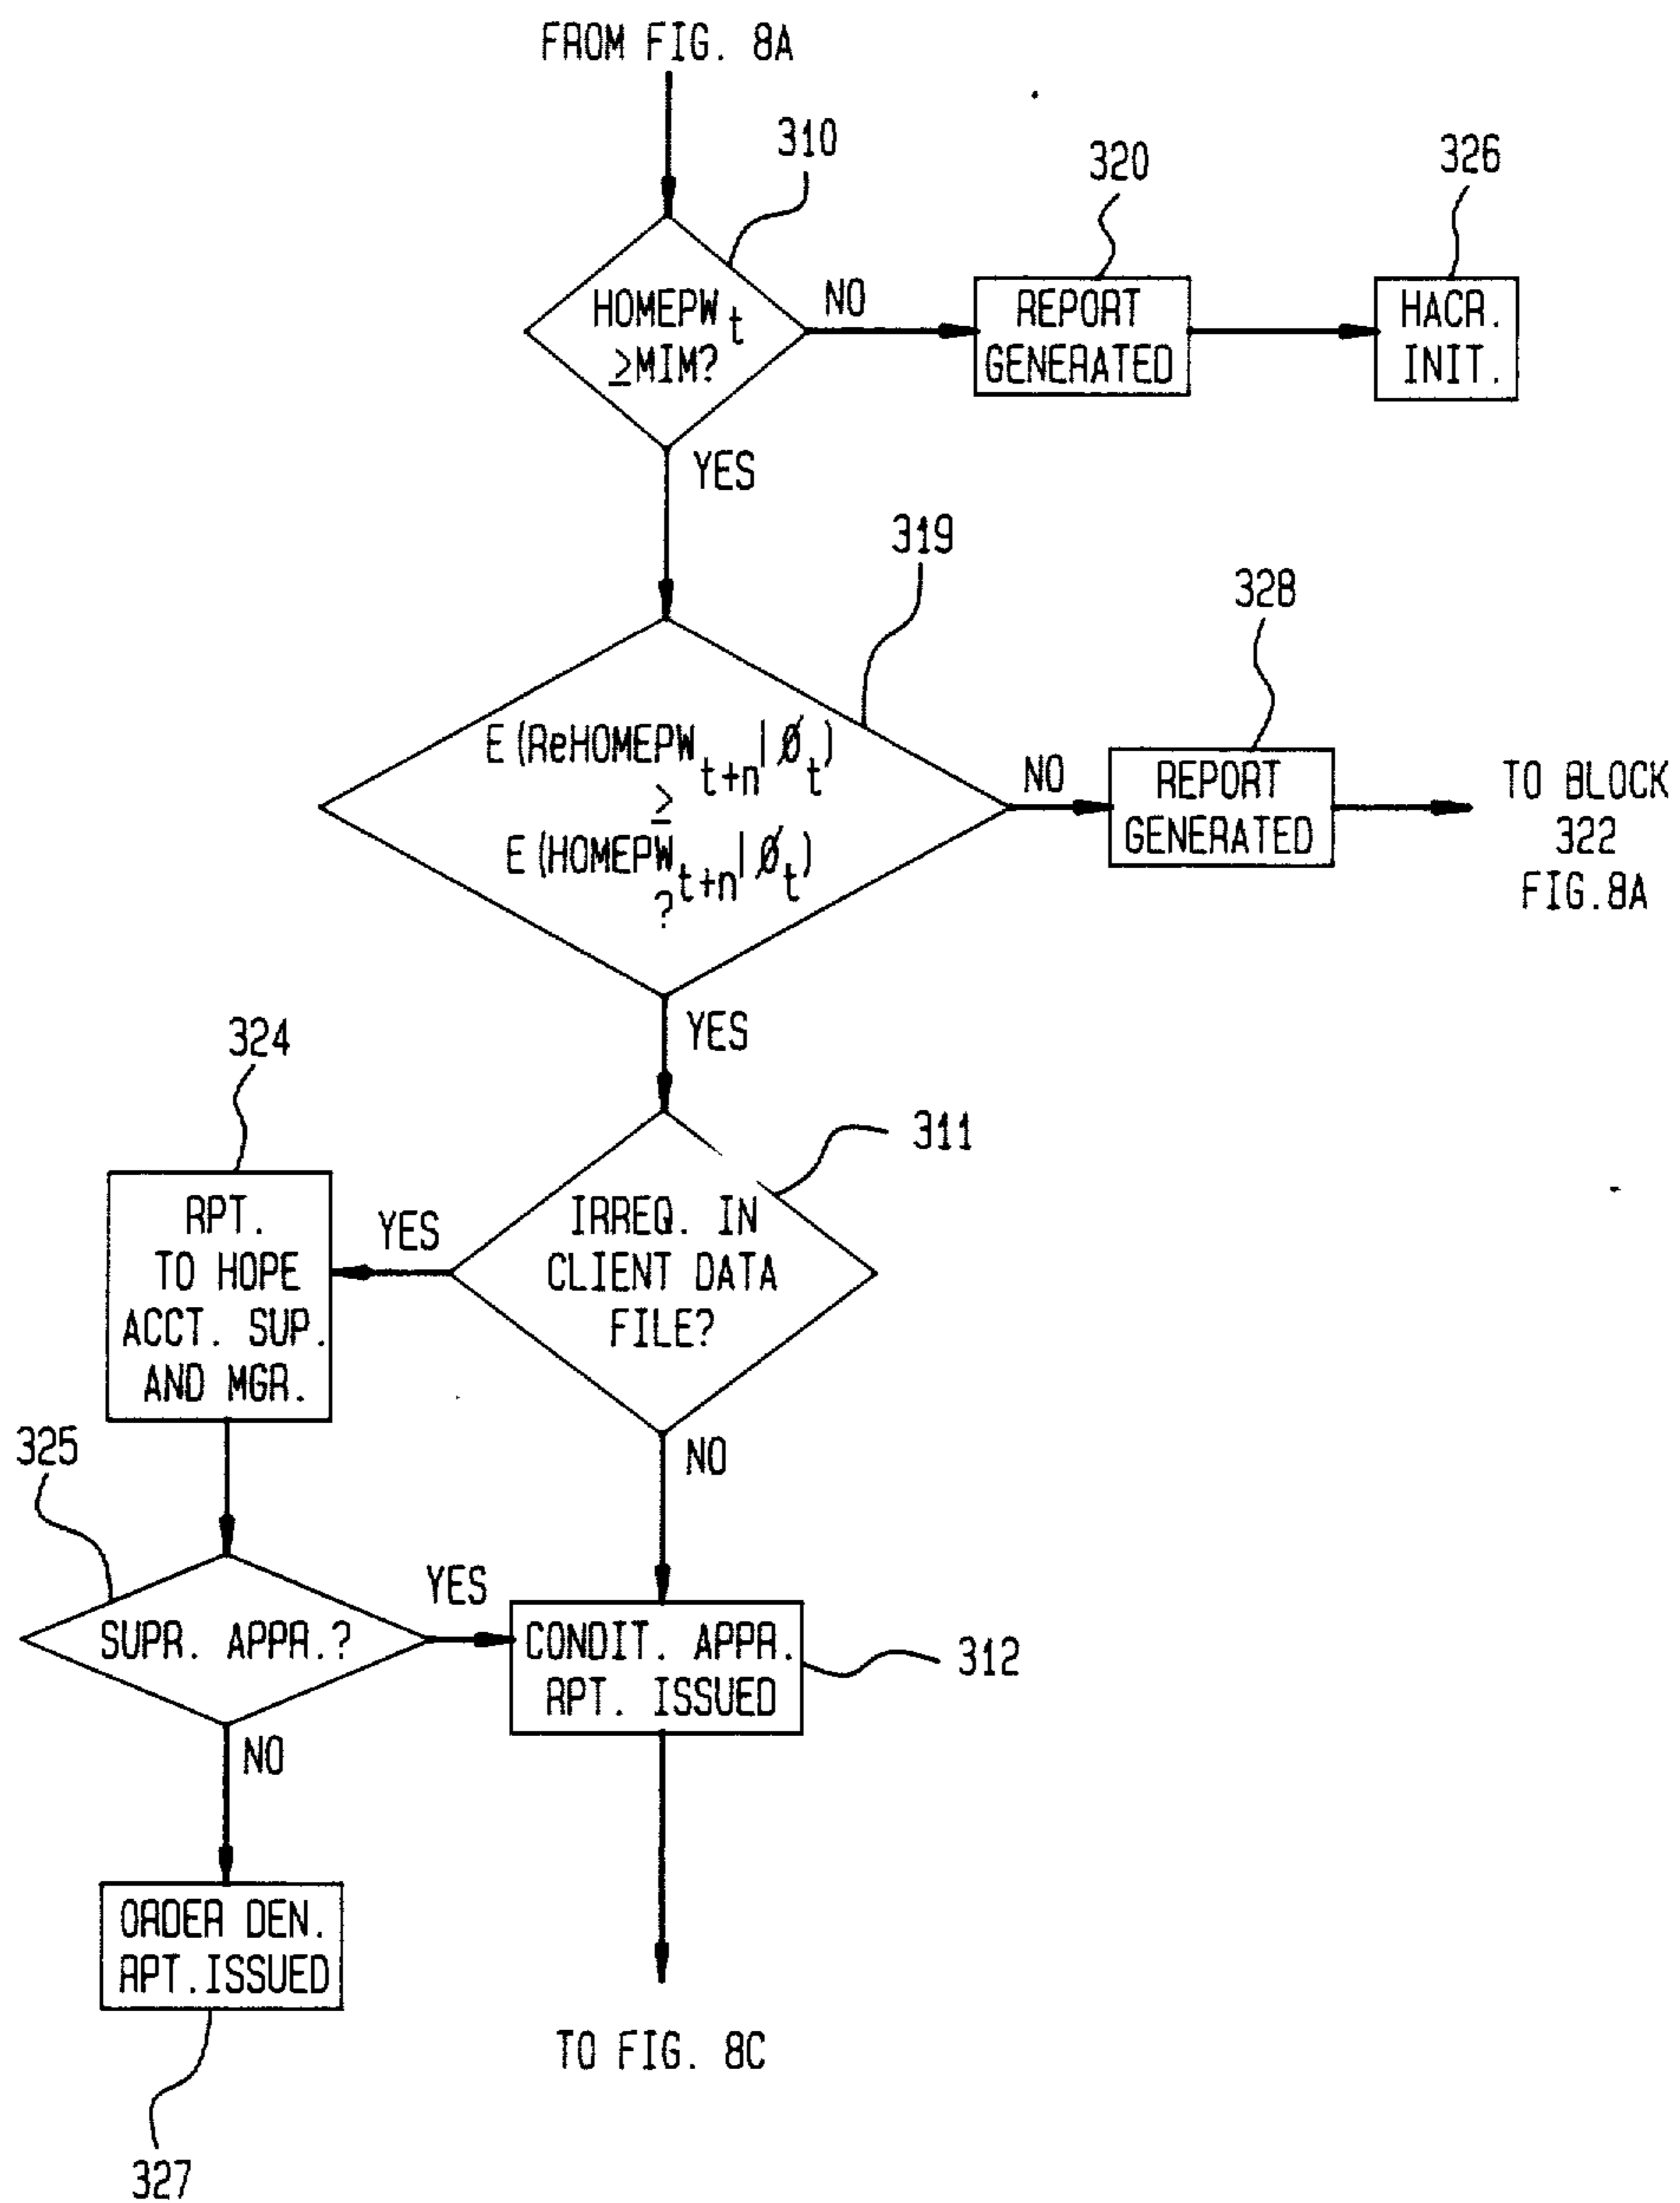 FROM FIG. 8A
310
320
326
HOMEPW t
≥MIM?
NO
REPORT
GENERATED
HACR.
INIT.
YES
319
328
E(ReHOMEPW t+n|Ø t)
≥
E(HOMEPW t+n|Ø t)
?
NO
REPORT
GENERATED
TO BLOCK
322
FIG.8A
YES
324
311
RPT.
TO HOPE
ACCT. SUP.
AND MGR.
YES
IRREQ. IN
CLIENT DATA
FILE?
325
NO
SUPR. APPR.?
YES
CONDIT. APPR.
RPT. ISSUED
312
NO
ORDER DEN.
RPT.ISSUED
TO FIG. 8C
327